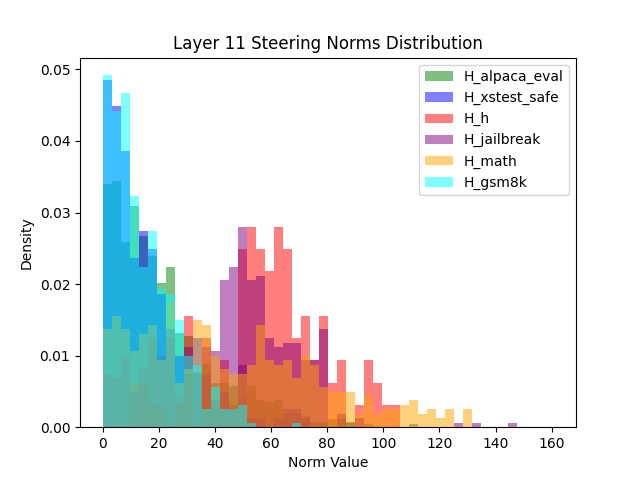 Layer 11 Steering Norms Distribution
0.05
0.04
0.03
0.02
0.01
0.00
Density
H_alpaca_eval
H_xstest_safe
H_h
H_jailbreak
H_math
H_gsm8k
0 20 40 60 80 100 120 140 160
Norm Value